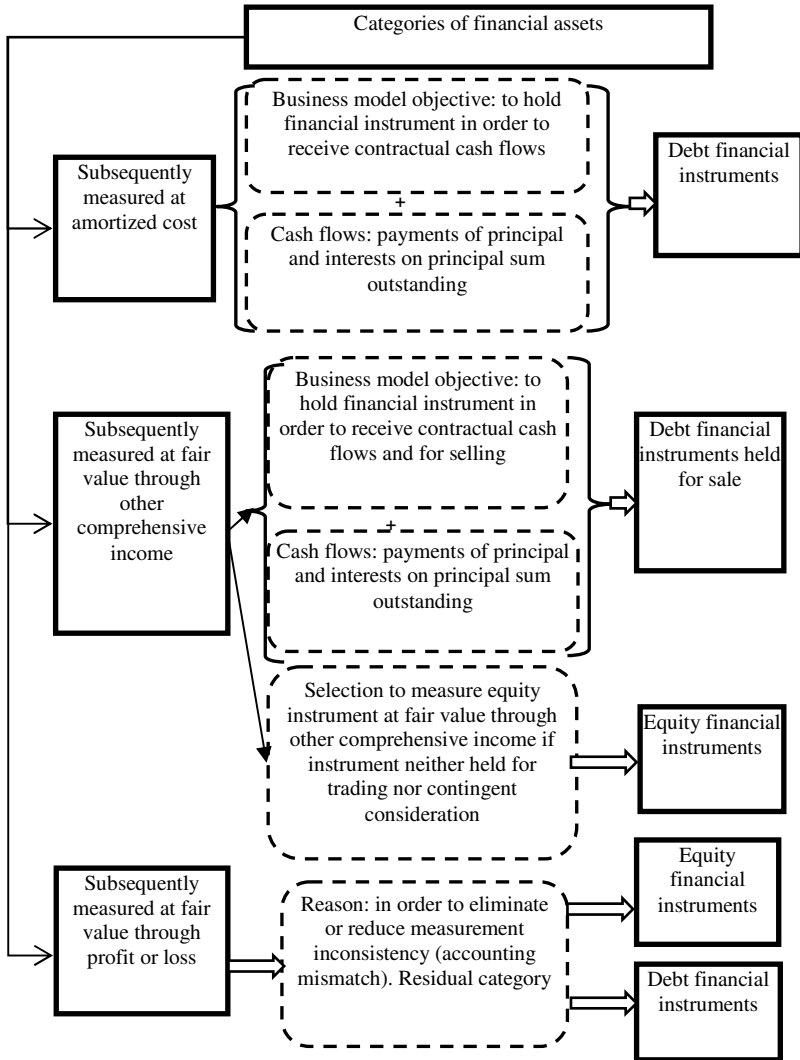 Categories of financial assets
Subsequently
measured at
amortized cost
Business model objective: to hold
financial instrument in order to
receive contractual cash flows
+
Cash flows: payments of principal
and interests on principal sum
outstanding
Debt financial
instruments
Subsequently
measured at fair
value through
other
comprehensive
income
Business model objective: to
hold financial instrument in
order to receive contractual cash
flows and for selling
+
Cash flows: payments of principal
and interests on principal sum
outstanding
Debt financial
instruments held
for sale
Selection to measure equity
instrument at fair value through
other comprehensive income if
instrument neither held for
trading nor contingent
consideration
Equity financial
instruments
Subsequently
measured at fair
value through
profit or loss
Reason: in order to eliminate
or reduce measurement
inconsistency (accounting
mismatch). Residual category
Equity
financial
instruments
Debt financial
instruments